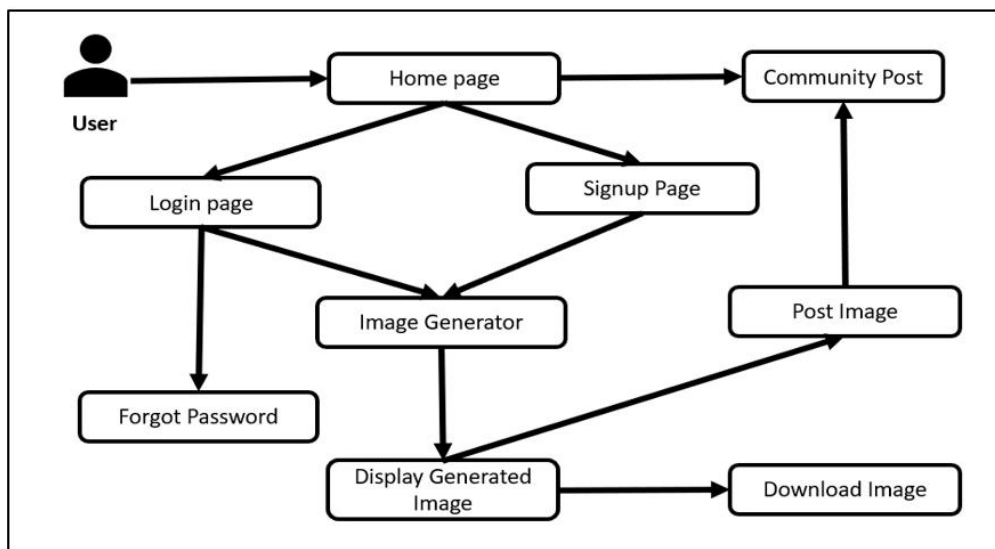 Home page
Community Post
User
Login page
Signup Page
Image Generator
Post Image
Forgot Password
Display Generated
Image
Download Image